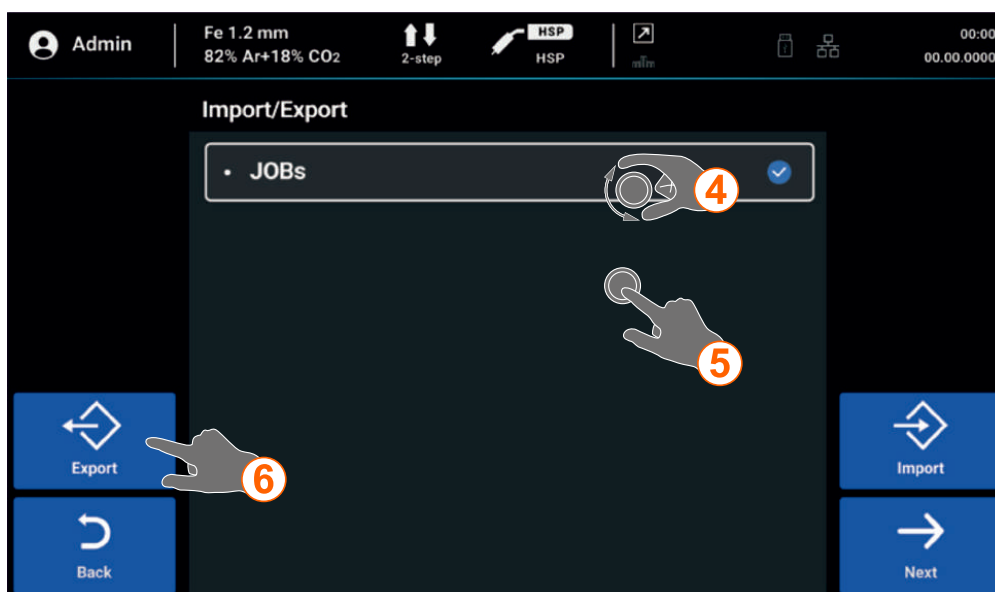 Admin
Fe 1.2 mm
82% Ar+18% CO2
2-step
HSP
HSP
00:00
00.00.0000
Import/Export
• JOBs
4
5
Export
6
Import
Back
Next